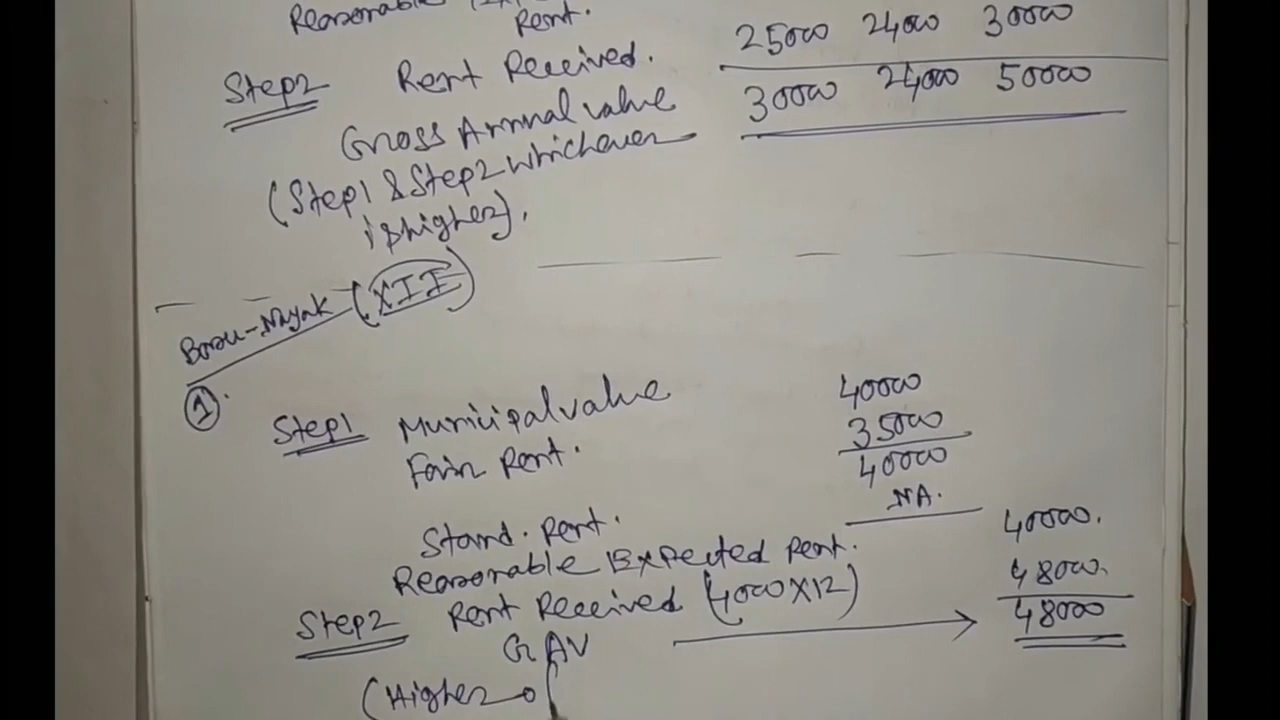 Reasonable
Rent.
Step2 Rent Received. 25000 24000 30000
Gross Annual value 30000 24000 50000
(Step1 & Step2 whichever
is higher).
Basu-Nayak (XII)
1.
Step1 Municipal value 40000
Fair Rent. 35000
40000
Stand. Rent. NA.
Reasonable Expected Rent. 40000.
Step2 Rent Received (4000X12) 48000.
GAV 48000
(Higher o